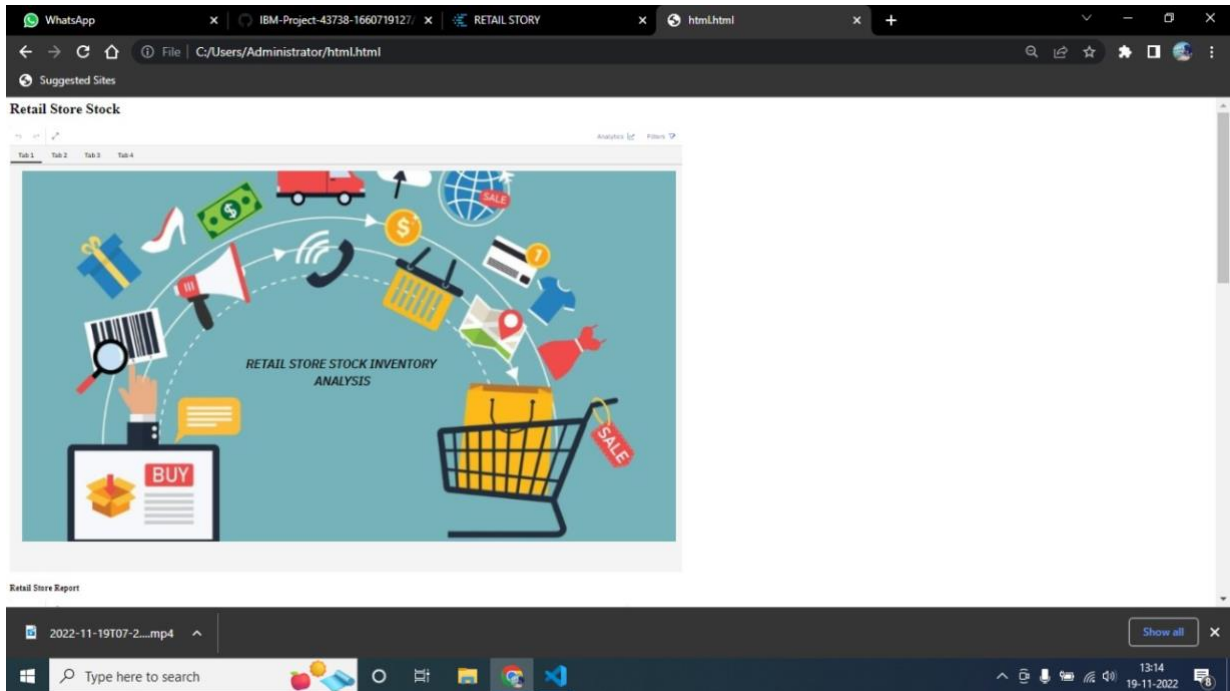 WhatsApp
IBM-Project-43738-1660719127/
RETAIL STORY
html.html
File
C:/Users/Administrator/html.html
Suggested Sites
Retail Store Stock
Analytics
Filters
Tab 1
Tab 2
Tab 3
Tab 4
SALE
$
$
1
RETAIL STORE STOCK INVENTORY
ANALYSIS
SALE
BUY
Retail Store Report
2022-11-19T07-2....mp4
Show all
Type here to search
13:14
19-11-2022
8